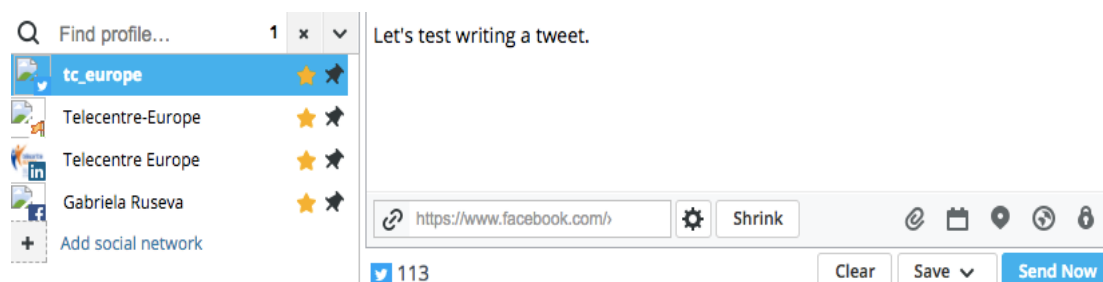 Find profile... 1 ×
tc_europe
Telecentre-Europe
Telecentre Europe
in
Gabriela Ruseva
f
+ Add social network
Let's test writing a tweet.
https://www.facebook.com/›
Shrink
113
Clear
Save
Send Now